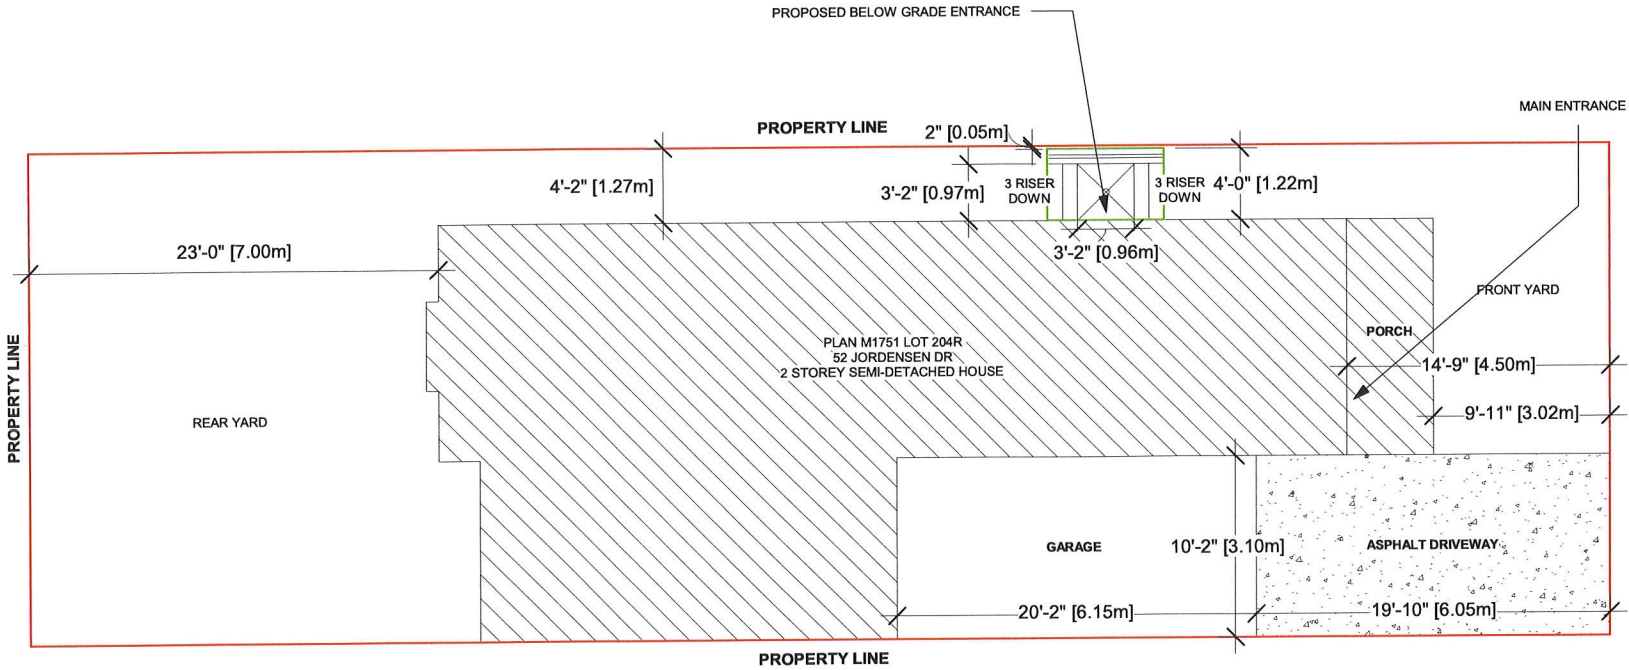 PROPOSED BELOW GRADE ENTRANCE
MAIN ENTRANCE
PROPERTY LINE
2" [0.05m]
4'-2" [1.27m]
3'-2" [0.97m]
3 RISER
DOWN
3 RISER
DOWN
4'-0" [1.22m]
23'-0" [7.00m]
3'-2" [0.96m]
FRONT YARD
PORCH
PLAN M1751 LOT 204R
52 JORDENSEN DR
2 STOREY SEMI-DETACHED HOUSE
14'-9" [4.50m]
PROPERTY LINE
9'-11" [3.02m]
REAR YARD
GARAGE
10'-2" [3.10m]
ASPHALT DRIVEWAY
20'-2" [6.15m]
19'-10" [6.05m]
PROPERTY LINE